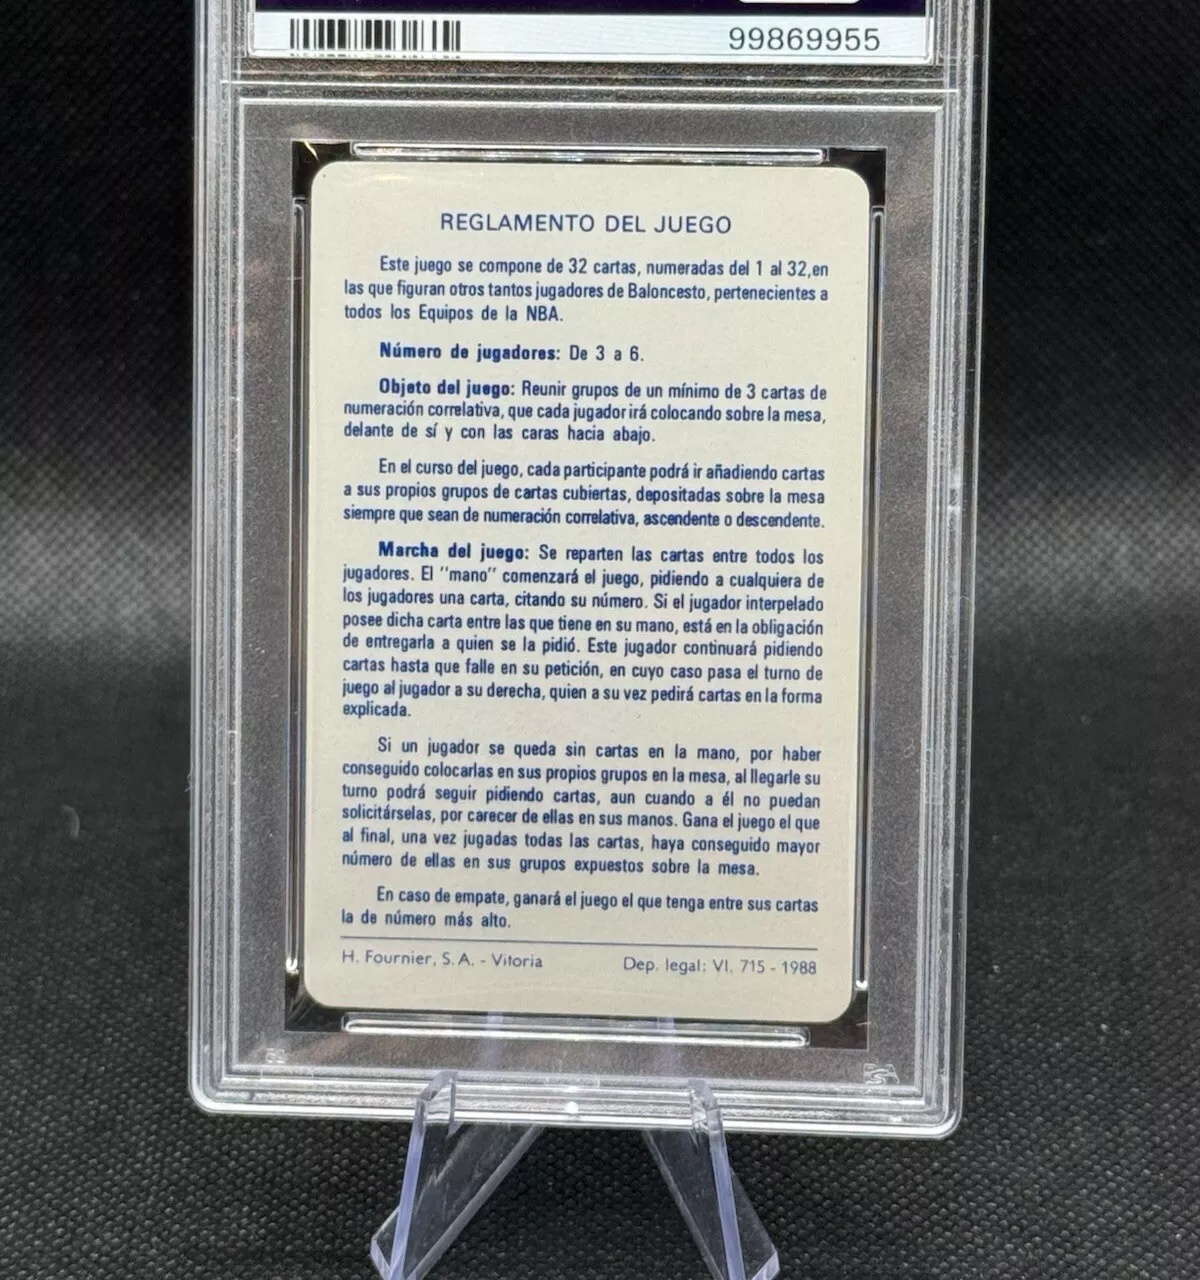 99869955
REGLAMENTO DEL JUEGO
Este juego se compone de 32 cartas, numeradas del 1 al 32,en
las que figuran otros tantos jugadores de Baloncesto, pertenecientes a
todos los Equipos de la NBA.
Número de jugadores: De 3 a 6.
Objeto del juego: Reunir grupos de un mínimo de 3 cartas de
numeración correlativa, que cada jugador irá colocando sobre la mesa,
delante de sí y con las caras hacia abajo.
En el curso del juego, cada participante podrá ir añadiendo cartas
a sus propios grupos de cartas cubiertas, depositadas sobre la mesa
siempre que sean de numeración correlativa, ascendente o descendente.
Marcha del juego: Se reparten las cartas entre todos los
jugadores. El "mano" comenzará el juego, pidiendo a cualquiera de
los jugadores una carta, citando su número. Si el jugador interpelado
posee dicha carta entre las que tiene en su mano, está en la obligación
de entregarla a quien se la pidió. Este jugador continuará pidiendo
cartas hasta que falle en su petición, en cuyo caso pasa el turno de
juego al jugador a su derecha, quien a su vez pedirá cartas en la forma
explicada.
Si un jugador se queda sin cartas en la mano, por haber
conseguido colocarlas en sus propios grupos en la mesa, al llegarle su
turno podrá seguir pidiendo cartas, aun cuando a él no puedan
solicitárselas, por carecer de ellas en sus manos. Gana el juego el que
al final, una vez jugadas todas las cartas, haya conseguido mayor
número de ellas en sus grupos expuestos sobre la mesa.
En caso de empate, ganará el juego el que tenga entre sus cartas
la de número más alto.
H. Fournier, S. A. - Vitoria
Dep. legal: VI. 715 - 1988